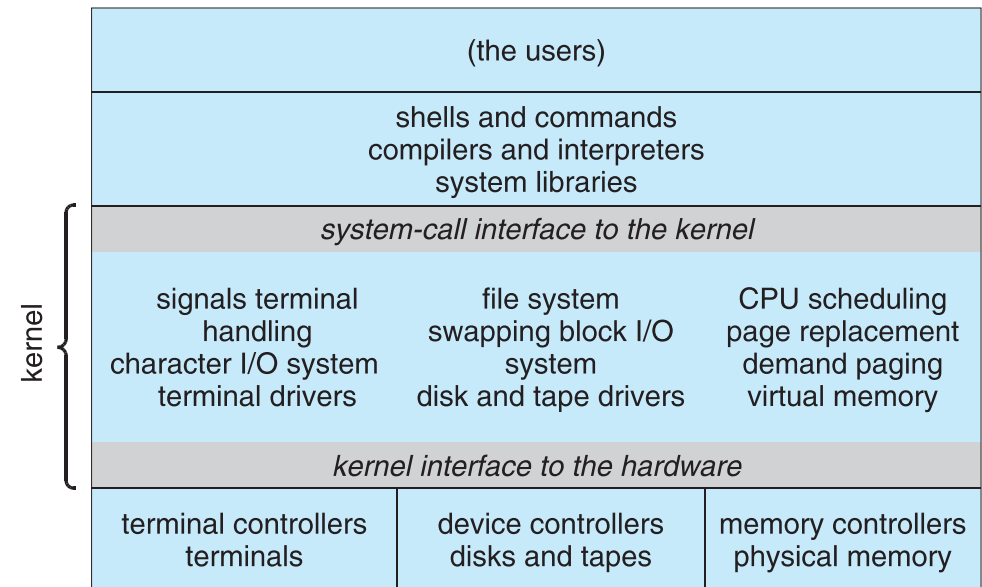 (the users)
shells and commands
compilers and interpreters
system libraries
kernel
system-call interface to the kernel
signals terminal
handling
character I/O system
terminal drivers
file system
swapping block I/O
system
disk and tape drivers
CPU scheduling
page replacement
demand paging
virtual memory
kernel interface to the hardware
terminal controllers
terminals
device controllers
disks and tapes
memory controllers
physical memory